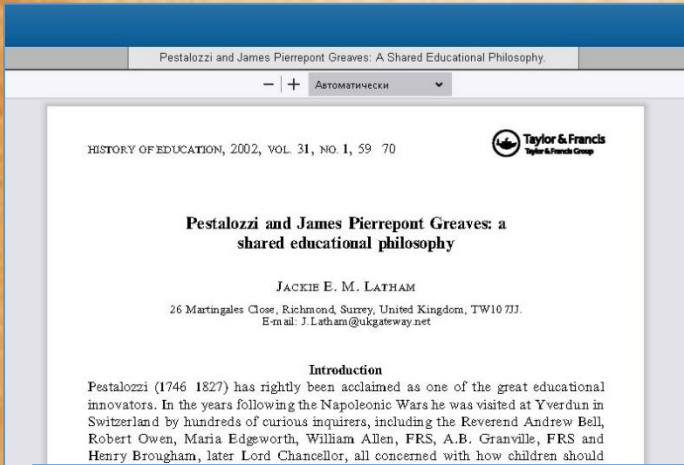 Pestalozzi and James Pierrepont Greaves: A Shared Educational Philosophy.
− | + Автоматически
HISTORY OF EDUCATION, 2002, VOL. 31, NO. 1, 59 70
Taylor & Francis
Taylor & Francis Group
Pestalozzi and James Pierrepont Greaves: a
shared educational philosophy
JACKIE E. M. LATHAM
26 Martingales Close, Richmond, Surrey, United Kingdom, TW10 7JJ.
E-mail: J.Latham@ukgateway.net
Introduction
Pestalozzi (1746 1827) has rightly been acclaimed as one of the great educational
innovators. In the years following the Napoleonic Wars he was visited at Yverdun in
Switzerland by hundreds of curious inquirers, including the Reverend Andrew Bell,
Robert Owen, Maria Edgeworth, William Allen, FRS, A.B. Granville, FRS and
Henry Brougham, later Lord Chancellor, all concerned with how children should